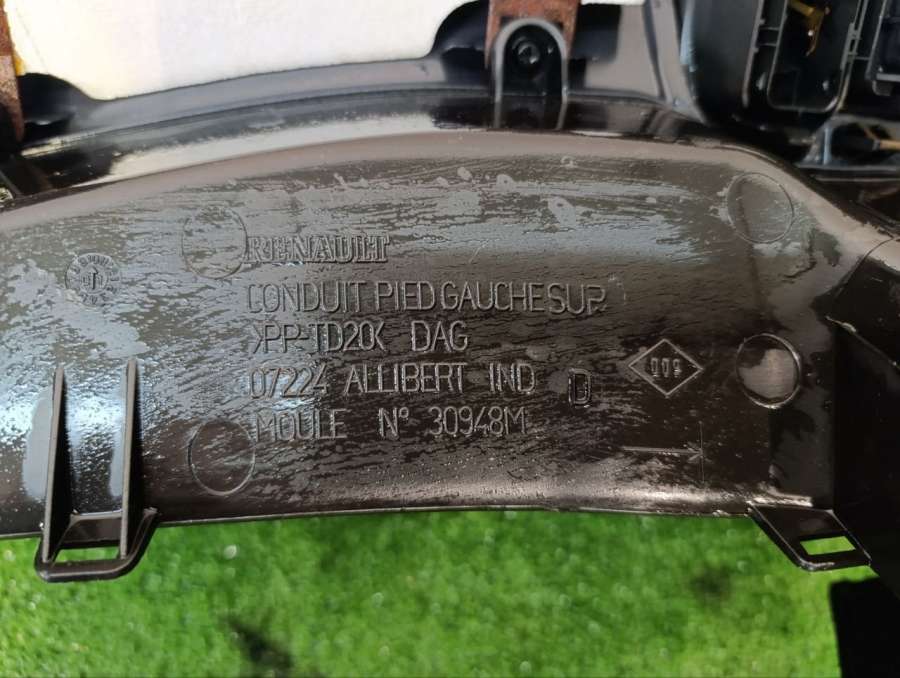 RENAULT
CONDUIT PIED GAUCHE SUP
>PP-TD20< DAG
07224 ALLIBERT IND D
MOULE N° 30948M